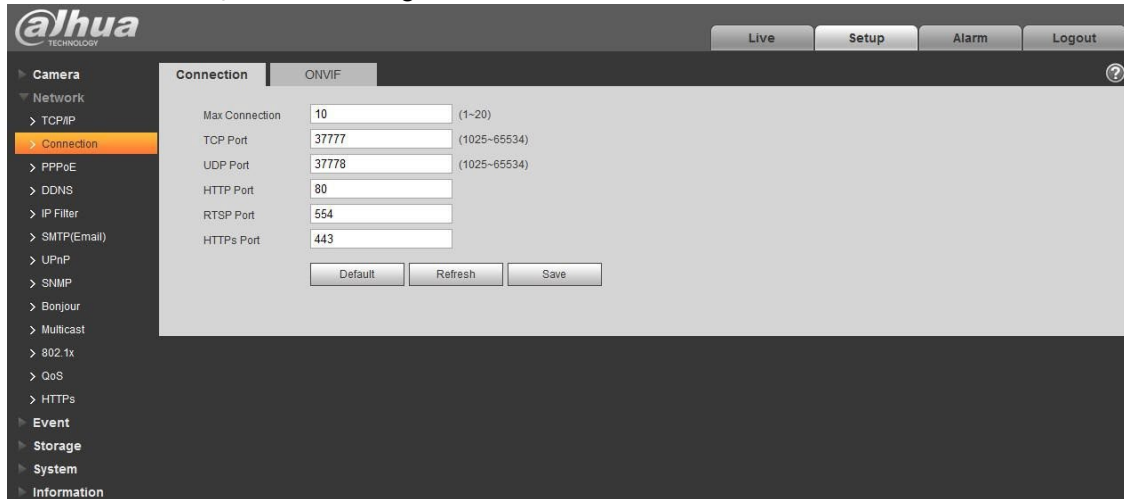 alhua
TECHNOLOGY
Live Setup Alarm Logout
Camera
Network
TCP/IP
Connection
PPPoE
DDNS
IP Filter
SMTP(Email)
UPnP
SNMP
Bonjour
Multicast
802.1x
QoS
HTTPs
Event
Storage
System
Information
Connection ONVIF
?
Max Connection 10 (1~20)
TCP Port 37777 (1025~65534)
UDP Port 37778 (1025~65534)
HTTP Port 80
RTSP Port 554
HTTPs Port 443
Default Refresh Save